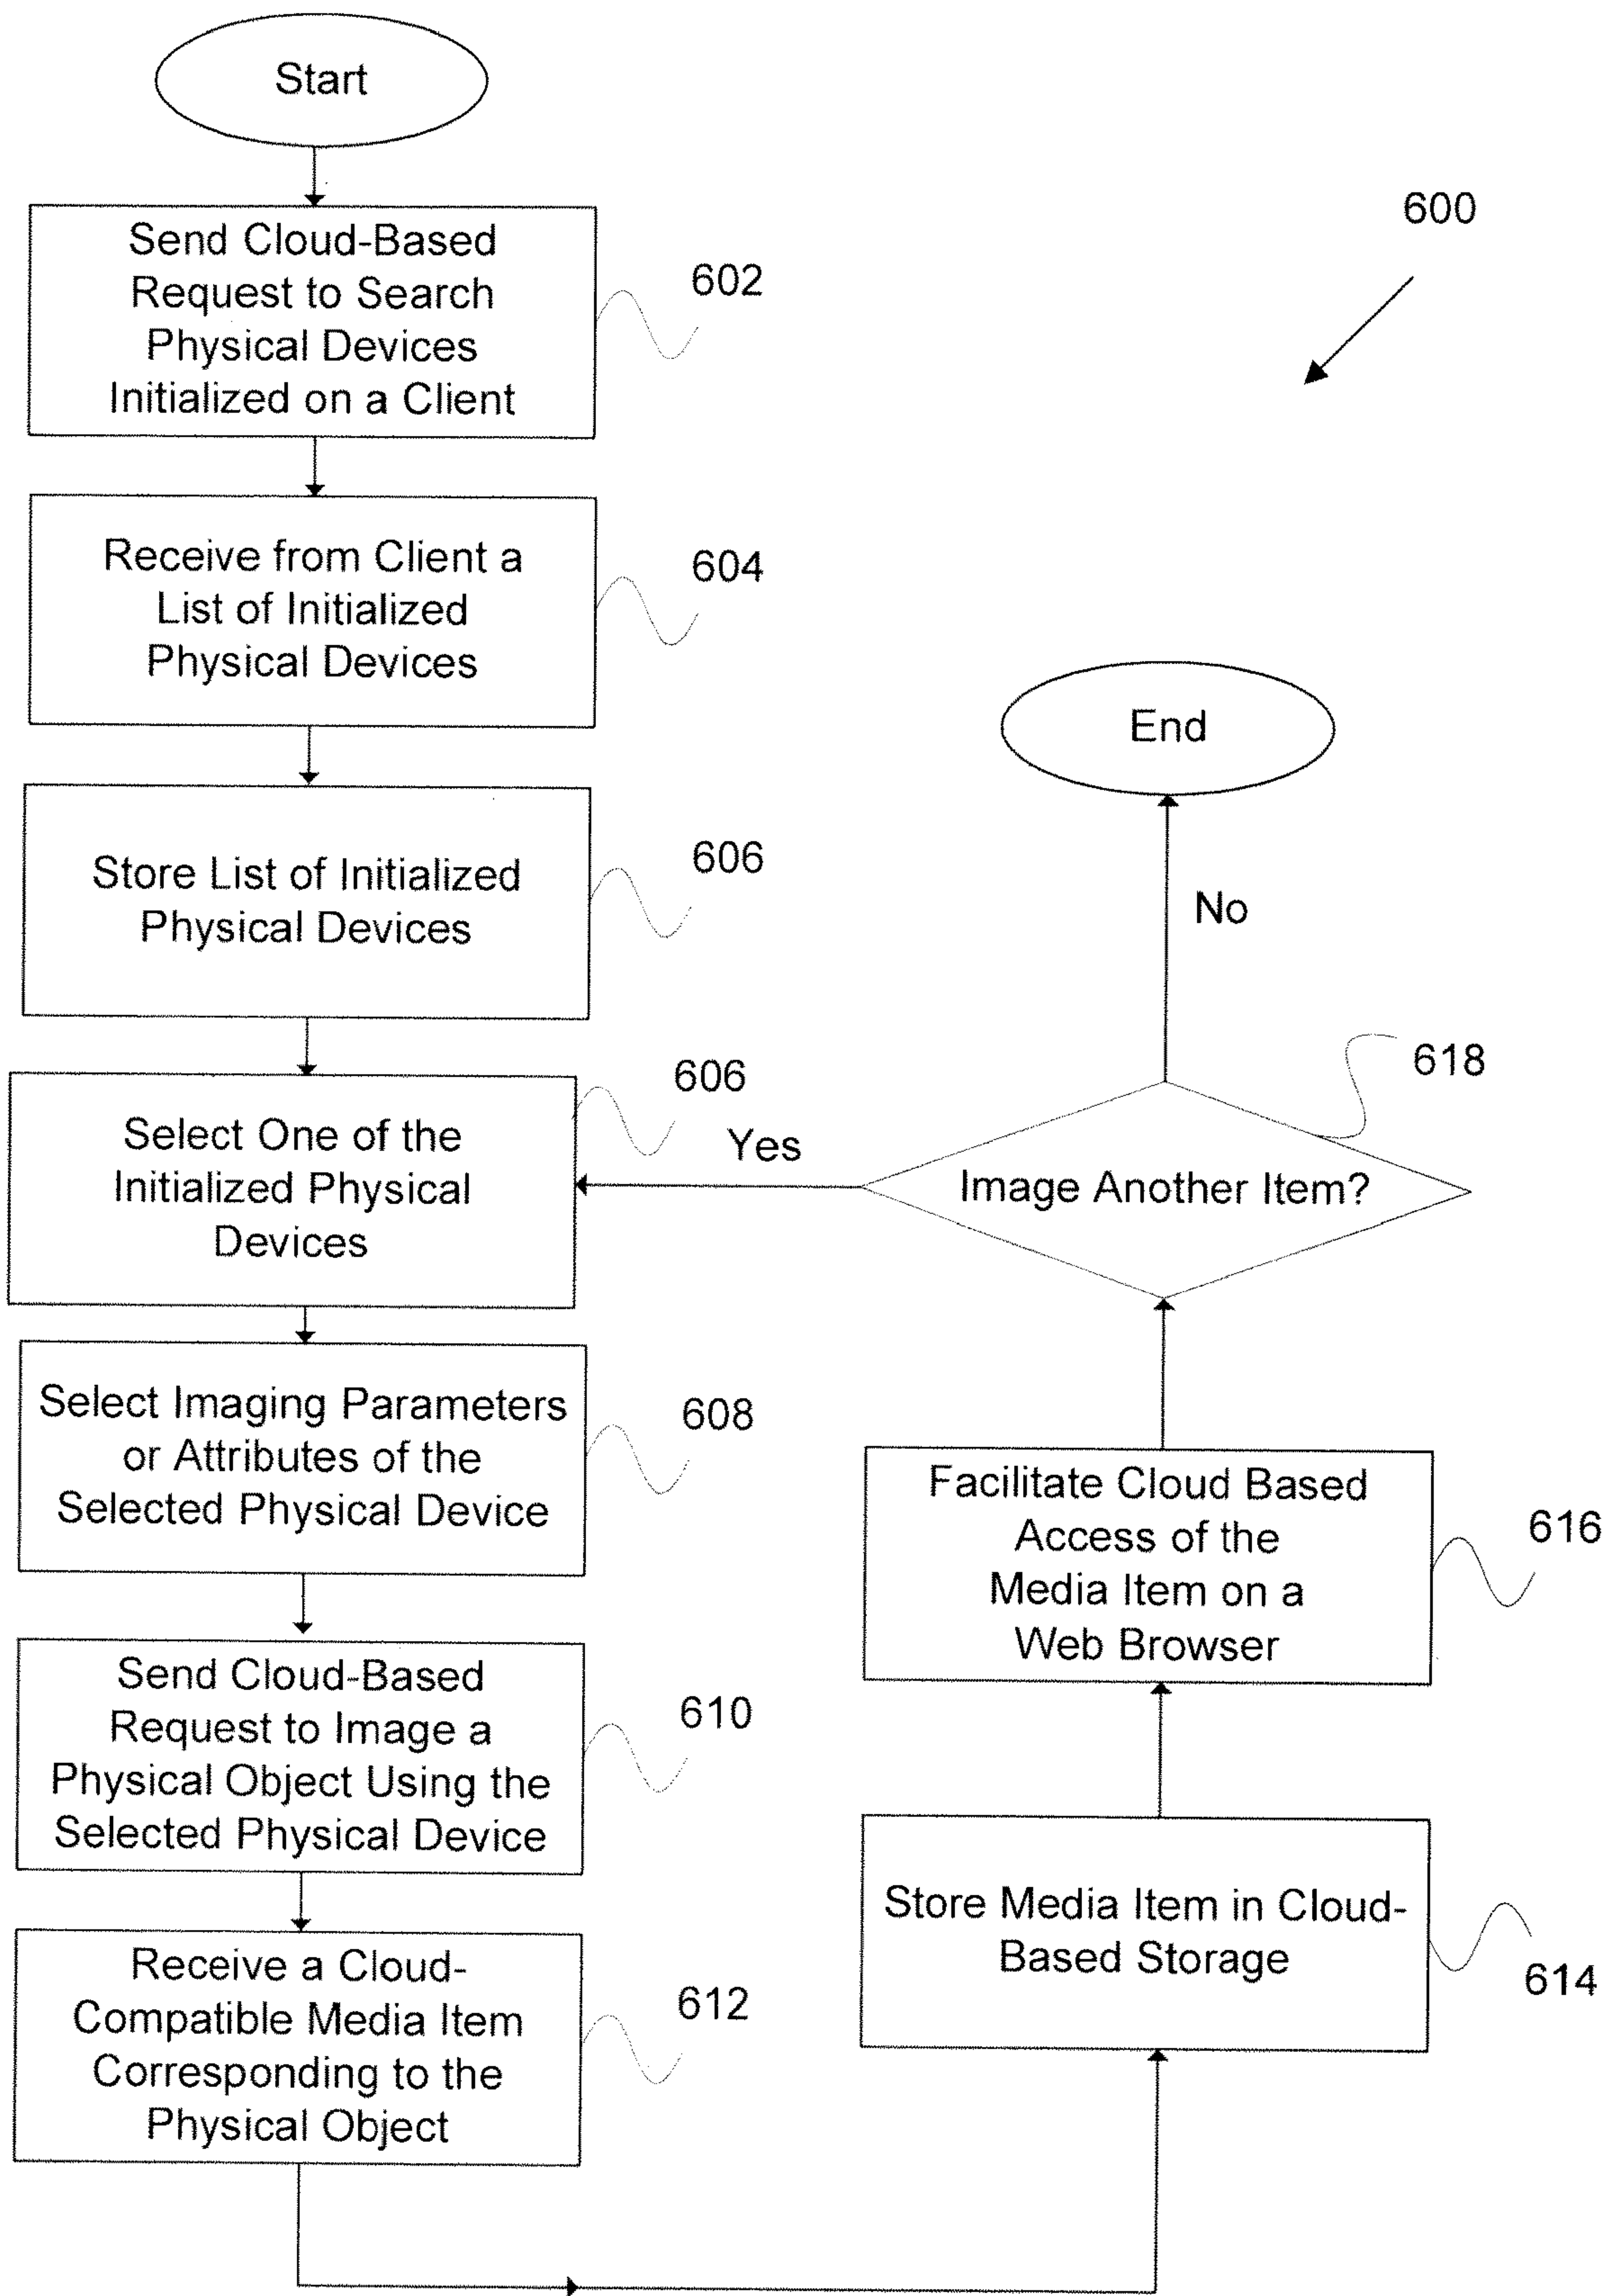 Start
600
Send Cloud-Based
Request to Search
Physical Devices
Initialized on a Client
602
Receive from Client a
List of Initialized
Physical Devices
604
Store List of Initialized
Physical Devices
606
Select One of the
Initialized Physical
Devices
606
Select Imaging Parameters
or Attributes of the
Selected Physical Device
608
Send Cloud-Based
Request to Image a
Physical Object Using the
Selected Physical Device
610
Receive a Cloud-
Compatible Media Item
Corresponding to the
Physical Object
612
Store Media Item in Cloud-
Based Storage
614
Facilitate Cloud Based
Access of the
Media Item on a
Web Browser
616
Image Another Item?
618
Yes
No
End